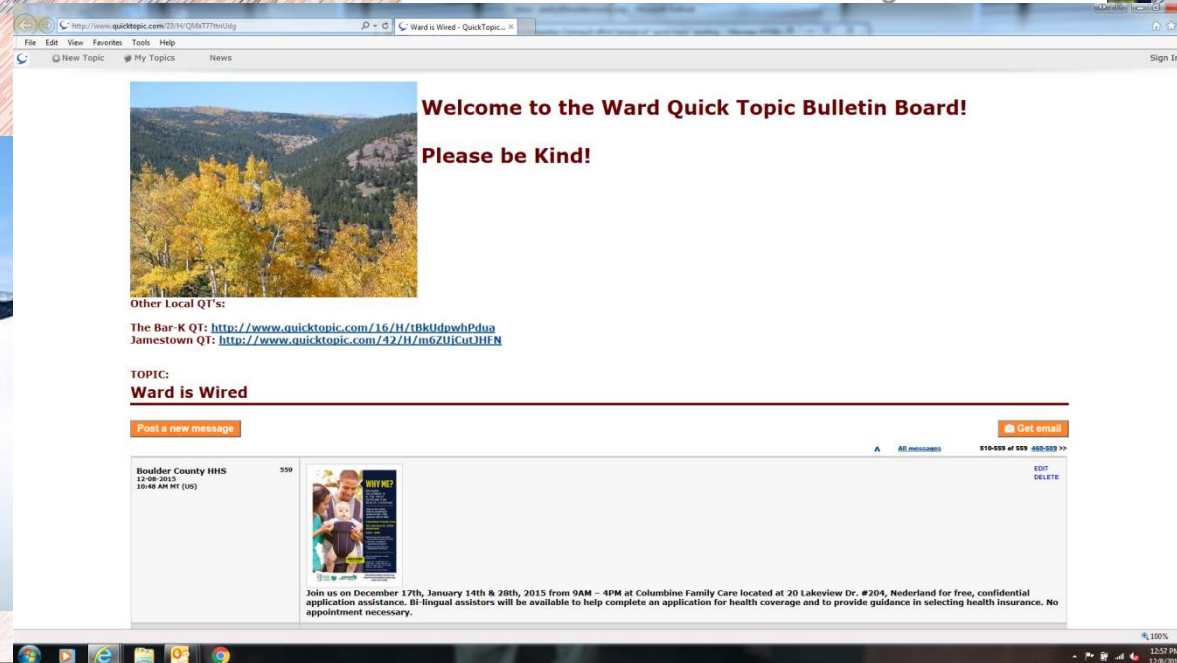 http://www.quicktopic.com/23/H/QMaT77ttnUdg
Ward is Wired - QuickTopic...
File Edit View Favorites Tools Help
New Topic My Topics News Sign In
Welcome to the Ward Quick Topic Bulletin Board!
Please be Kind!
Other Local QT's:
The Bar-K QT: http://www.quicktopic.com/16/H/tBkUdpwhPdua
Jamestown QT: http://www.quicktopic.com/42/H/m6ZUjCutJHFN
TOPIC:
Ward is Wired
Post a new message
Get email
All messages 510-559 of 559 460-509 >>
Boulder County HHS 559
12-08-2015
10:48 AM MT (US)
EDIT
DELETE
WHY ME?
Join us on December 17th, January 14th & 28th, 2015 from 9AM – 4PM at Columbine Family Care located at 20 Lakeview Dr. #204, Nederland for free, confidential
application assistance. Bi-lingual assistors will be available to help complete an application for health coverage and to provide guidance in selecting health insurance. No
appointment necessary.
100%
12:57 PM